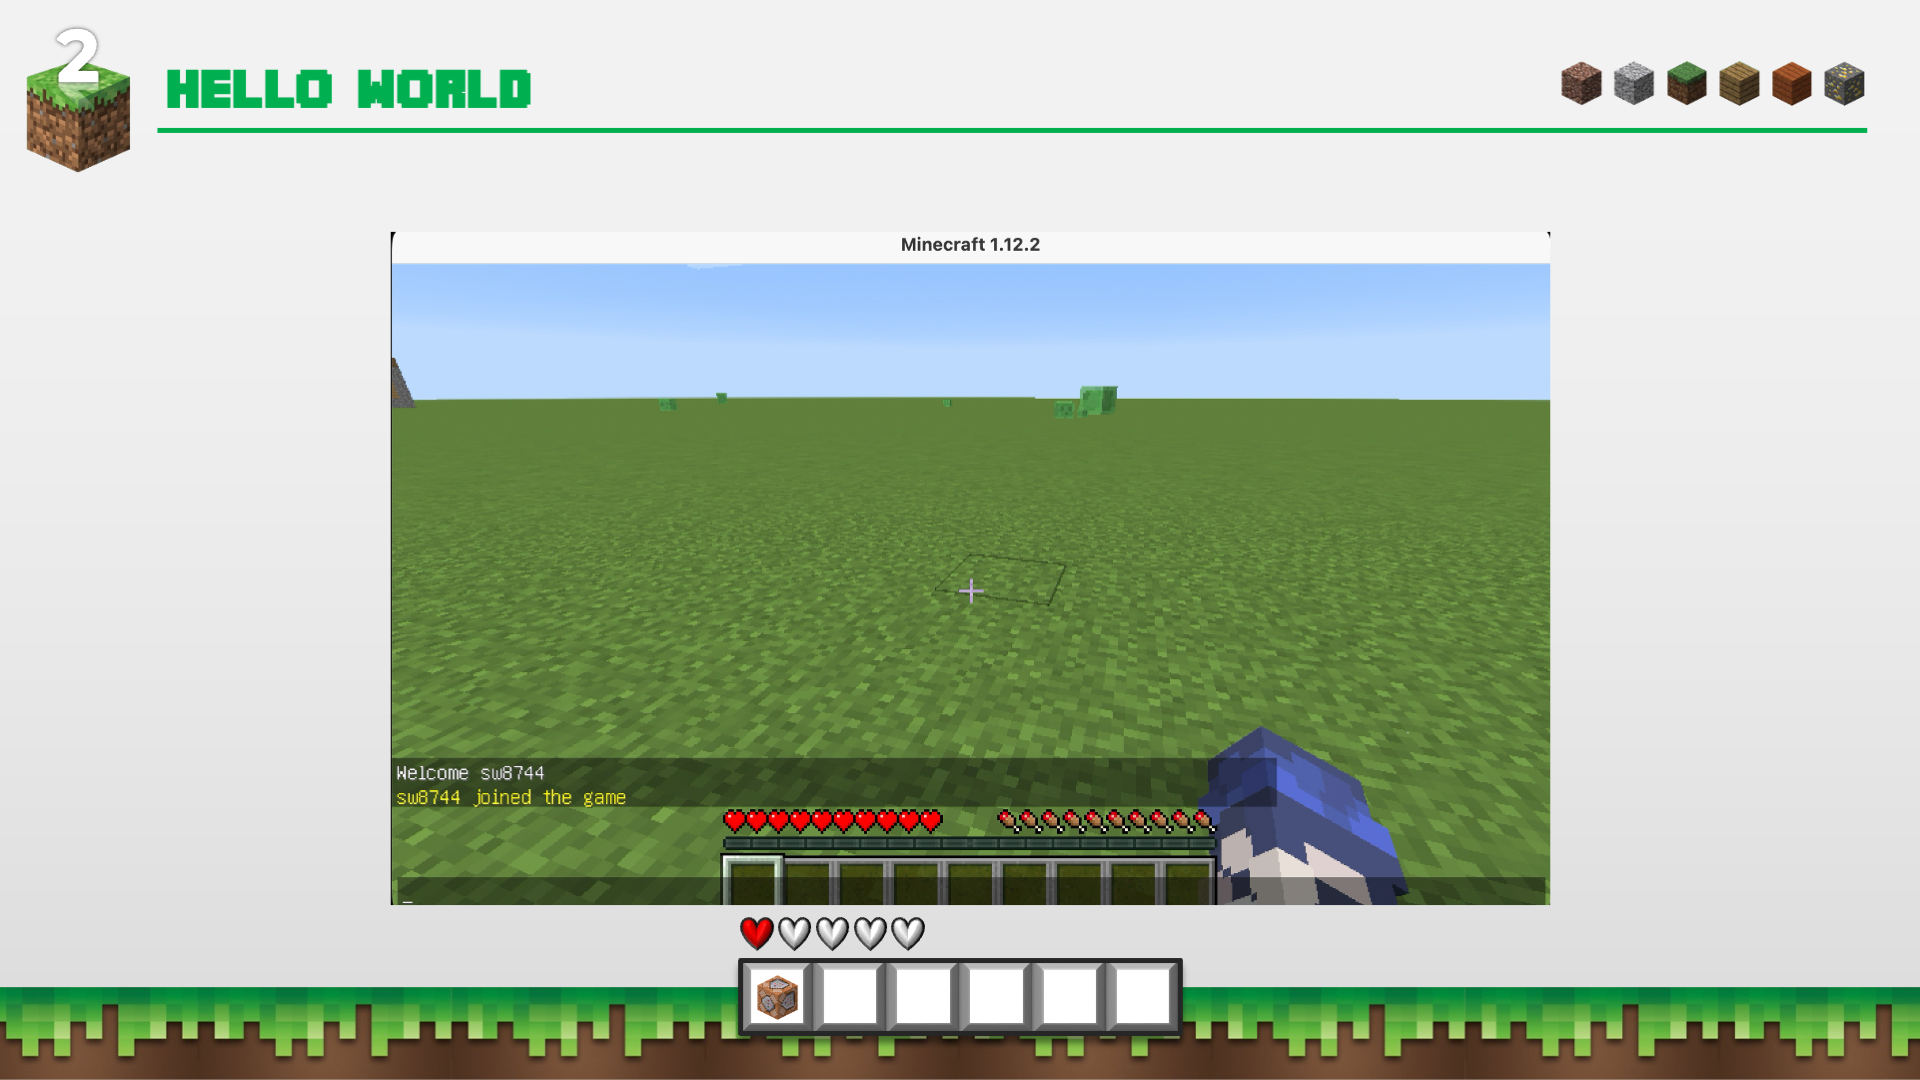 2
HELLO WORLD
Minecraft 1.12.2
Welcome sw8744
sw8744 joined the game